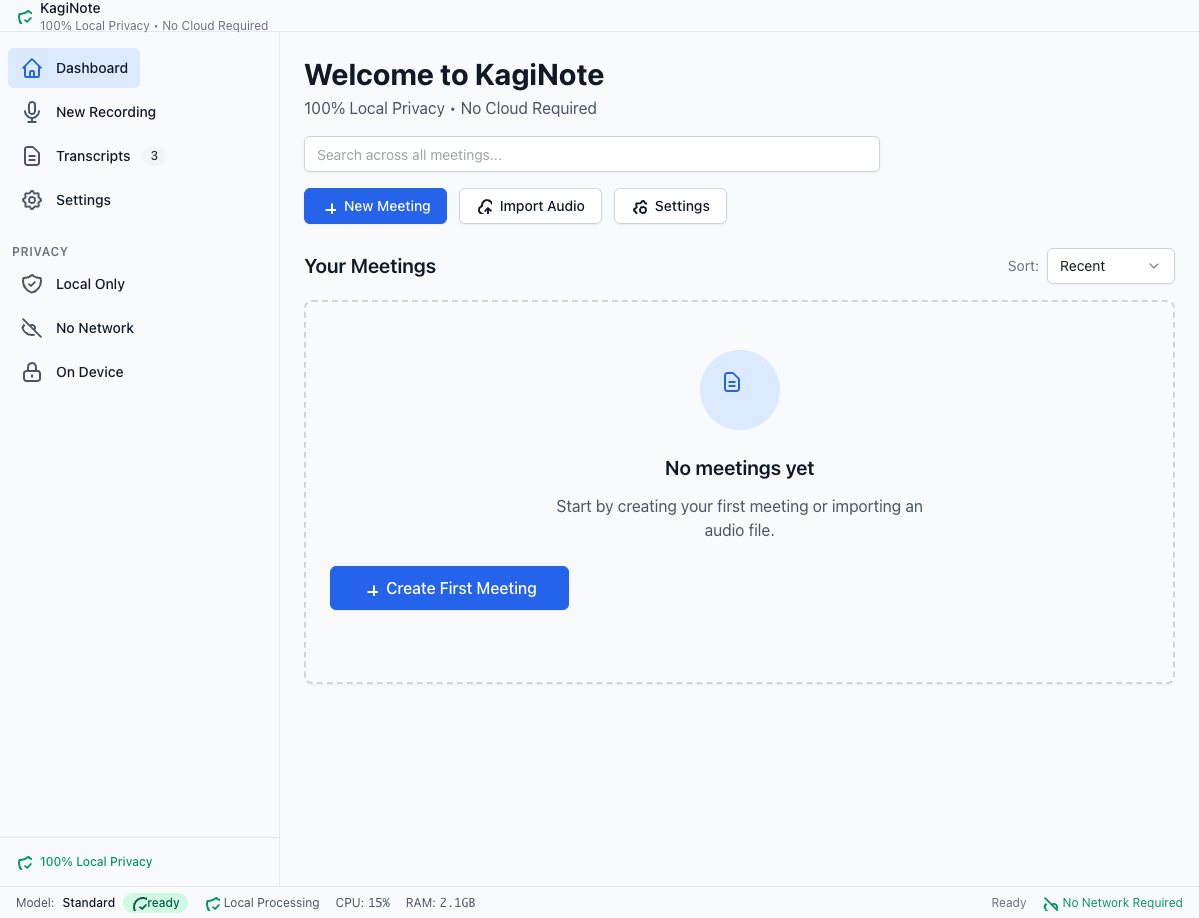 KagiNote
100% Local Privacy • No Cloud Required
Dashboard
New Recording
Transcripts 3
Settings
PRIVACY
Local Only
No Network
On Device
100% Local Privacy
Welcome to KagiNote
100% Local Privacy • No Cloud Required
Search across all meetings...
New Meeting Import Audio Settings
Your Meetings Sort: Recent
No meetings yet
Start by creating your first meeting or importing an
audio file.
Create First Meeting
Model: Standard ready Local Processing CPU: 15% RAM: 2.1GB Ready No Network Required